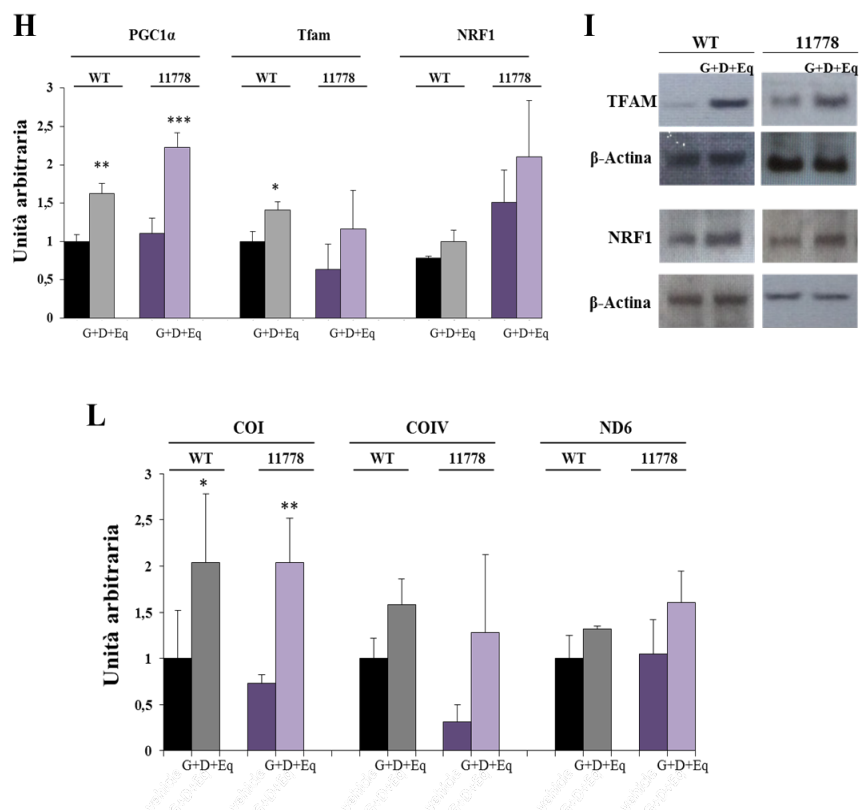 H
PGC1α Tfam NRF1
WT 11778 WT 11778 WT 11778
Unità arbitraria
3
2,5
2
1,5
1
0,5
0
** *** *
G+D+Eq G+D+Eq G+D+Eq G+D+Eq G+D+Eq G+D+Eq
I
WT 11778
G+D+Eq G+D+Eq
TFAM
β-Actina
NRF1
β-Actina
L
COI COIV ND6
WT 11778 WT 11778 WT 11778
Unità arbitraria
3
2,5
2
1,5
1
0,5
0
* **
G+D+Eq G+D+Eq G+D+Eq G+D+Eq G+D+Eq G+D+Eq